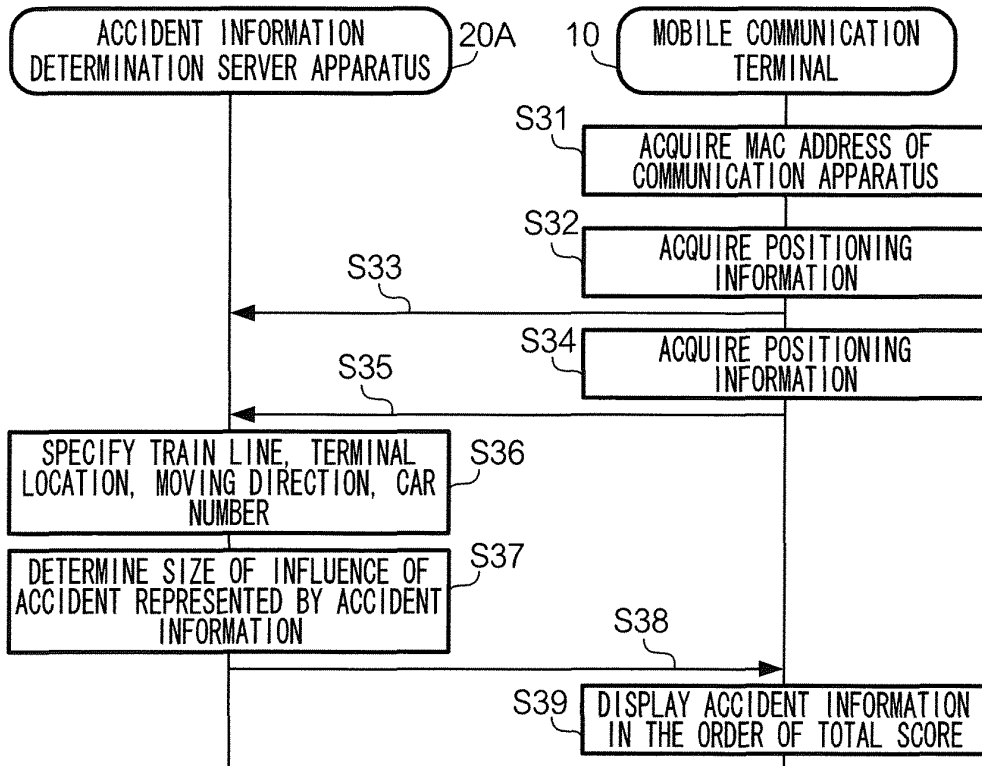 ACCIDENT INFORMATION
DETERMINATION SERVER APPARATUS
20A
10
MOBILE COMMUNICATION
TERMINAL
S31
ACQUIRE MAC ADDRESS OF
COMMUNICATION APPARATUS
S32
ACQUIRE POSITIONING
INFORMATION
S33
S34
ACQUIRE POSITIONING
INFORMATION
S35
SPECIFY TRAIN LINE, TERMINAL
LOCATION, MOVING DIRECTION, CAR
NUMBER
S36
DETERMINE SIZE OF INFLUENCE OF
ACCIDENT REPRESENTED BY ACCIDENT
INFORMATION
S37
S38
S39
DISPLAY ACCIDENT INFORMATION
IN THE ORDER OF TOTAL SCORE